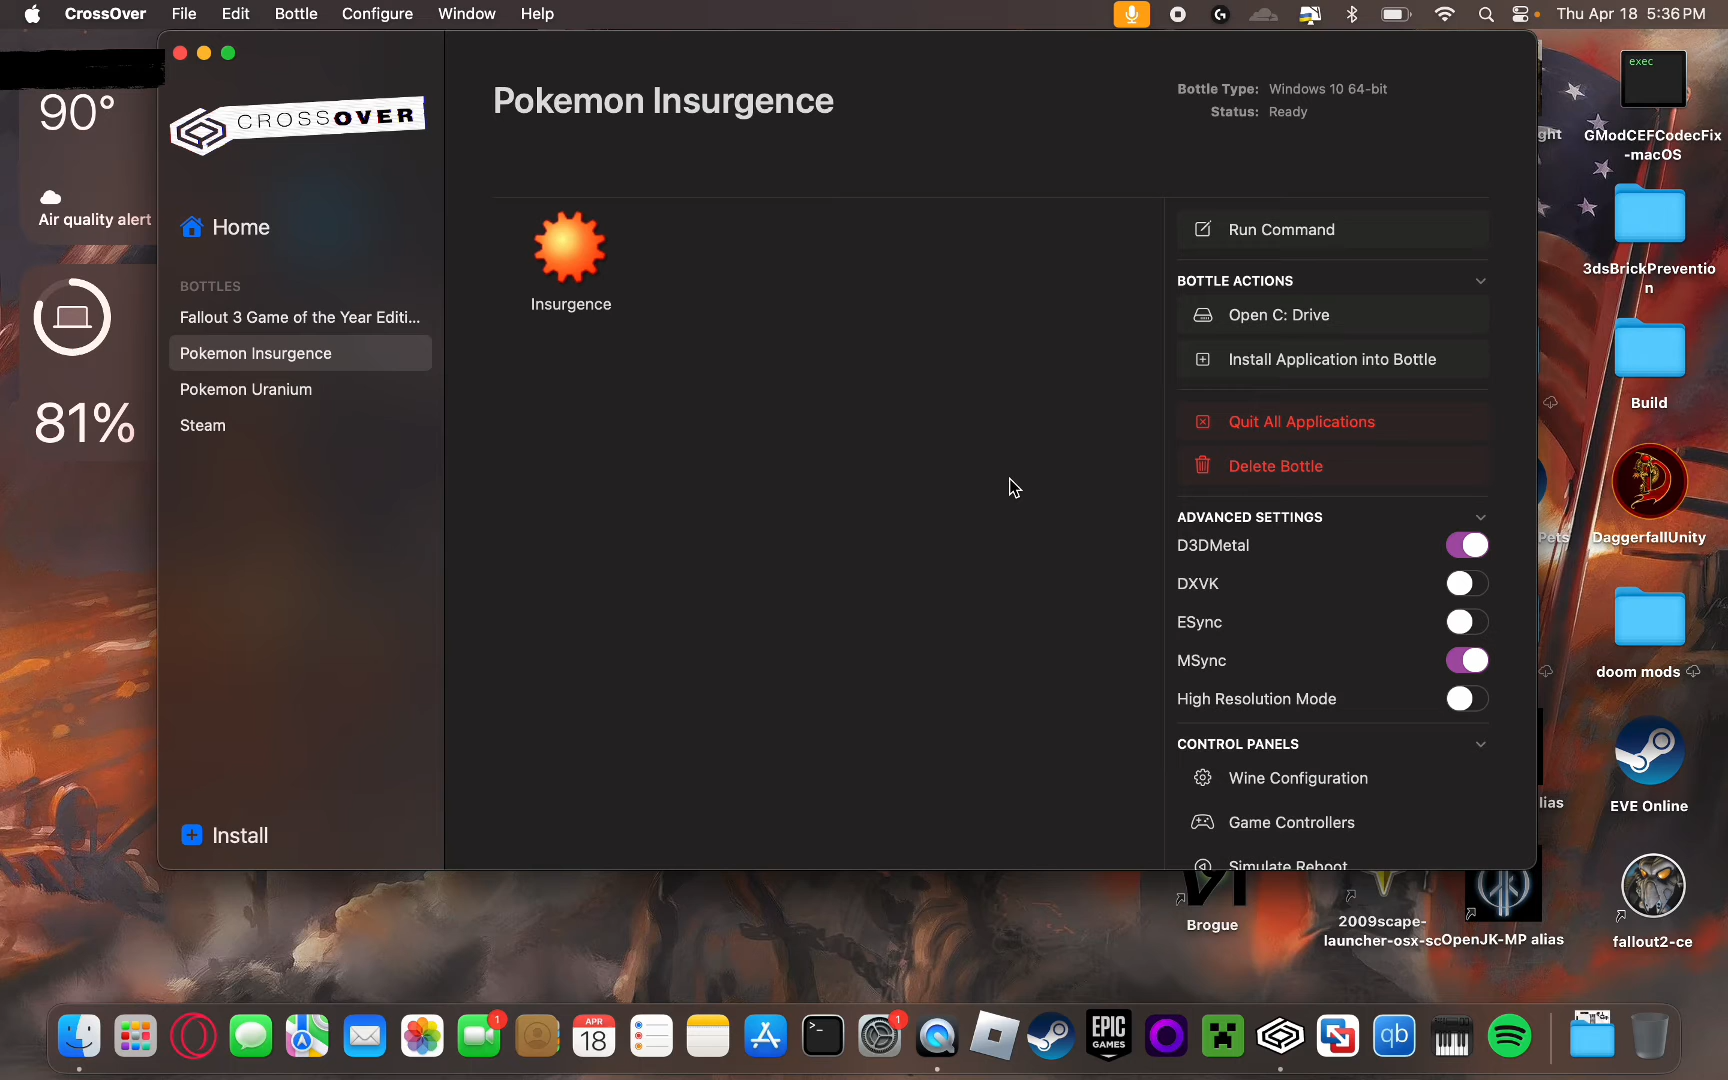 CrossOver File Edit Bottle Configure Window Help
Thu Apr 18 5:36 PM
90°
Air quality alert
81%
CROSSOVER
Home
BOTTLES
Fallout 3 Game of the Year Editi...
Pokemon Insurgence
Pokemon Uranium
Steam
Install
Pokemon Insurgence
Bottle Type: Windows 10 64-bit
Status: Ready
Insurgence
Run Command
BOTTLE ACTIONS
Open C: Drive
Install Application into Bottle
Quit All Applications
Delete Bottle
ADVANCED SETTINGS
D3DMetal
DXVK
ESync
MSync
High Resolution Mode
CONTROL PANELS
Wine Configuration
Game Controllers
Simulate Reboot
exec
GModCEFCodecFix
-macOS
ght
3dsBrickPreventio
n
Build
Pets
DaggerfallUnity
doom mods
lias
EVE Online
Brogue
2009scape-
launcher-osx-sc
OpenJK-MP alias
fallout2-ce
1
APR
18
1
EPIC
GAMES
qb